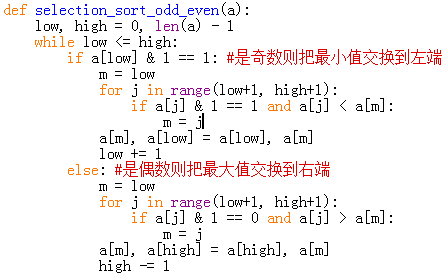 def selection_sort_odd_even(a):
    low, high = 0, len(a) - 1
    while low <= high:
        if a[low] & 1 == 1: #是奇数则把最小值交换到左端
            m = low
            for j in range(low+1, high+1):
                if a[j] & 1 == 1 and a[j] < a[m]:
                    m = j
            a[m], a[low] = a[low], a[m]
            low += 1
        else: #是偶数则把最大值交换到右端
            m = low
            for j in range(low+1, high+1):
                if a[j] & 1 == 0 and a[j] > a[m]:
                    m = j
            a[m], a[high] = a[high], a[m]
            high -= 1